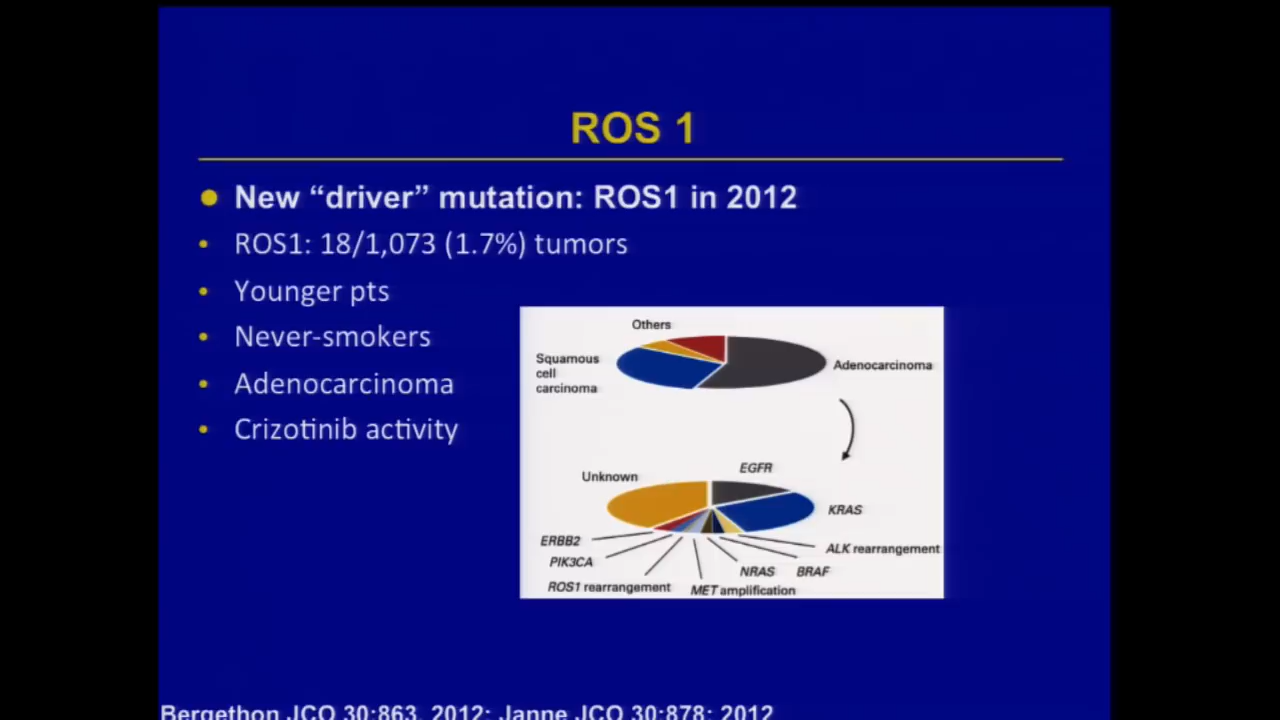 ROS 1
New “driver” mutation: ROS1 in 2012
ROS1: 18/1,073 (1.7%) tumors
Younger pts
Never-smokers
Adenocarcinoma
Crizotinib activity
Others
Squamous
cell
carcinoma
Adenocarcinoma
Unknown
EGFR
KRAS
ERBB2
ALK rearrangement
PIK3CA
NRAS
BRAF
ROS1 rearrangement
MET amplification
Bergethon JCO 30:863, 2012; Janne JCO 30:878; 2012